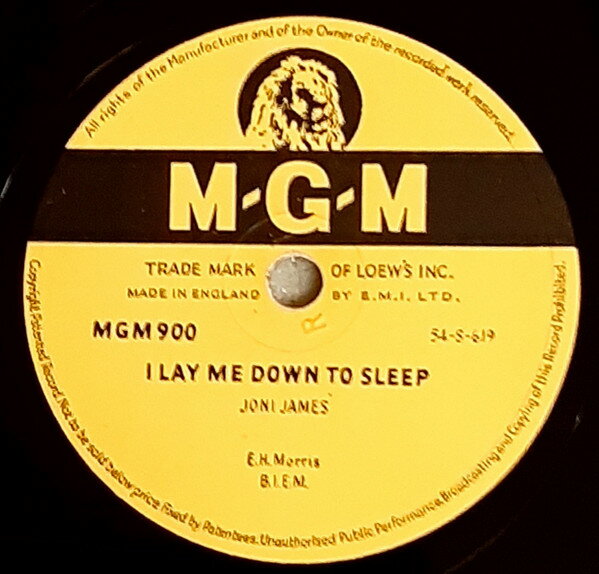 All rights of the Manufacturer and of the Owner of the recorded work reserved.
M-G-M
TRADE MARK OF LOEW'S INC.
MADE IN ENGLAND BY E.M.I. LTD.
R
MGM 900 54-S-619
I LAY ME DOWN TO SLEEP
JONI JAMES
E.H. Morris
B.I.E.M.
Copyright Patented Record. Not to be sold below price fixed by Patentees. Unauthorised Public Performance, Broadcasting and Copying of this Record Prohibited.